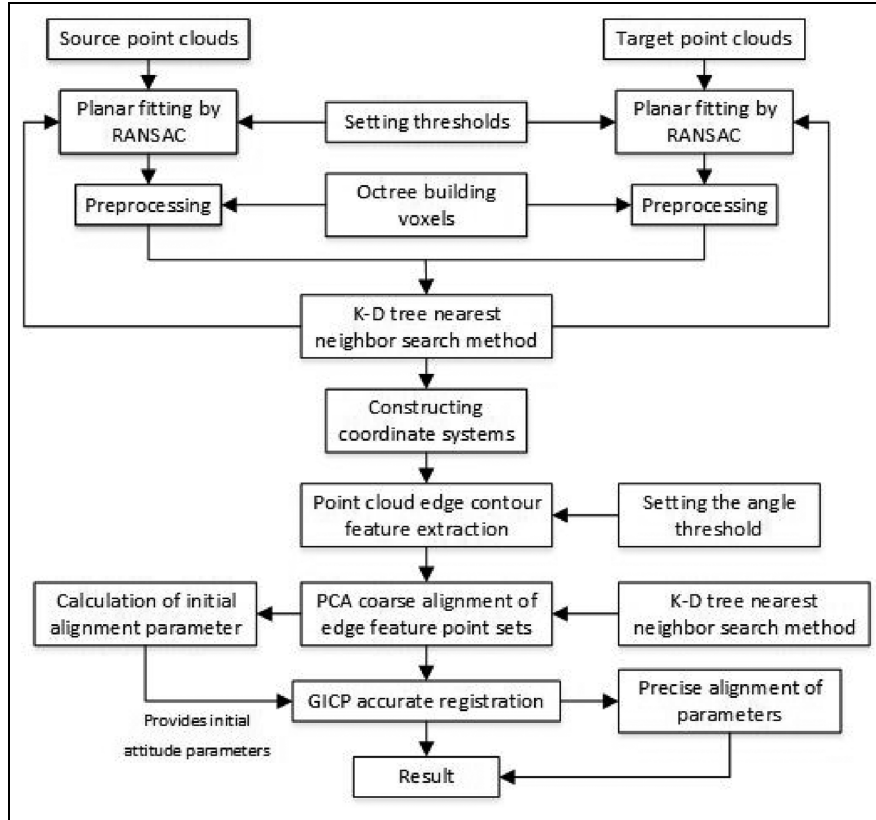 Source point clouds
Target point clouds
Planar fitting by
RANSAC
Setting thresholds
Planar fitting by
RANSAC
Preprocessing
Octree building
voxels
Preprocessing
K-D tree nearest
neighbor search method
Constructing
coordinate systems
Point cloud edge contour
feature extraction
Setting the angle
threshold
Calculation of initial
alignment parameter
PCA coarse alignment of
edge feature point sets
K-D tree nearest
neighbor search method
Provides initial
attitude parameters
GICP accurate registration
Precise alignment of
parameters
Result